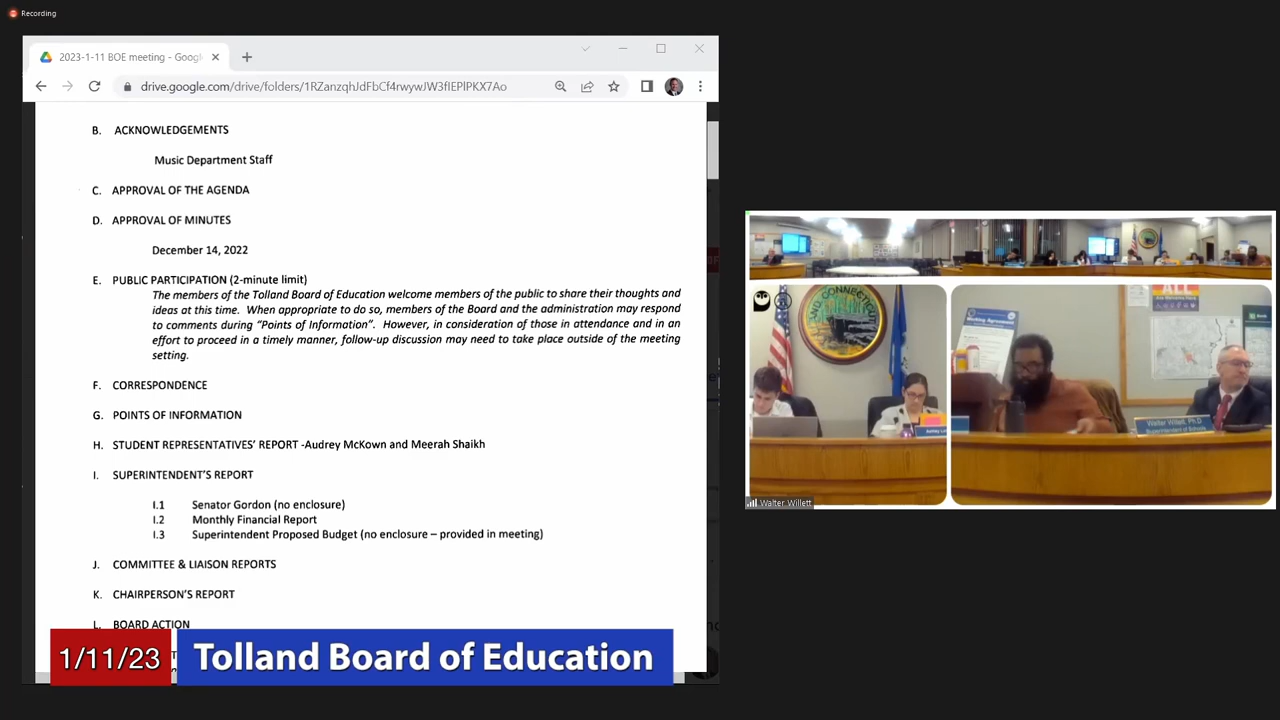 Recording
2023-1-11 BOE meeting - Goog
drive.google.com/drive/folders/1RZanzqhJdFbCf4rwywJW3fIEPlPKX7Ao
B. ACKNOWLEDGEMENTS
Music Department Staff
C. APPROVAL OF THE AGENDA
D. APPROVAL OF MINUTES
December 14, 2022
E. PUBLIC PARTICIPATION (2-minute limit)
The members of the Tolland Board of Education welcome members of the public to share their thoughts and
ideas at this time. When appropriate to do so, members of the Board and the administration may respond
to comments during “Points of Information”. However, in consideration of those in attendance and in an
effort to proceed in a timely manner, follow-up discussion may need to take place outside of the meeting
setting.
F. CORRESPONDENCE
G. POINTS OF INFORMATION
H. STUDENT REPRESENTATIVES’ REPORT -Audrey McKown and Meerah Shaikh
I. SUPERINTENDENT’S REPORT
I.1 Senator Gordon (no enclosure)
I.2 Monthly Financial Report
I.3 Superintendent Proposed Budget (no enclosure – provided in meeting)
J. COMMITTEE & LIAISON REPORTS
K. CHAIRPERSON’S REPORT
L. BOARD ACTION
1/11/23 Tolland Board of Education
CONNECTICUT
ALL
Working Agreement
Walter Willett, Ph.D
Superintendent of Schools
Walter Willett